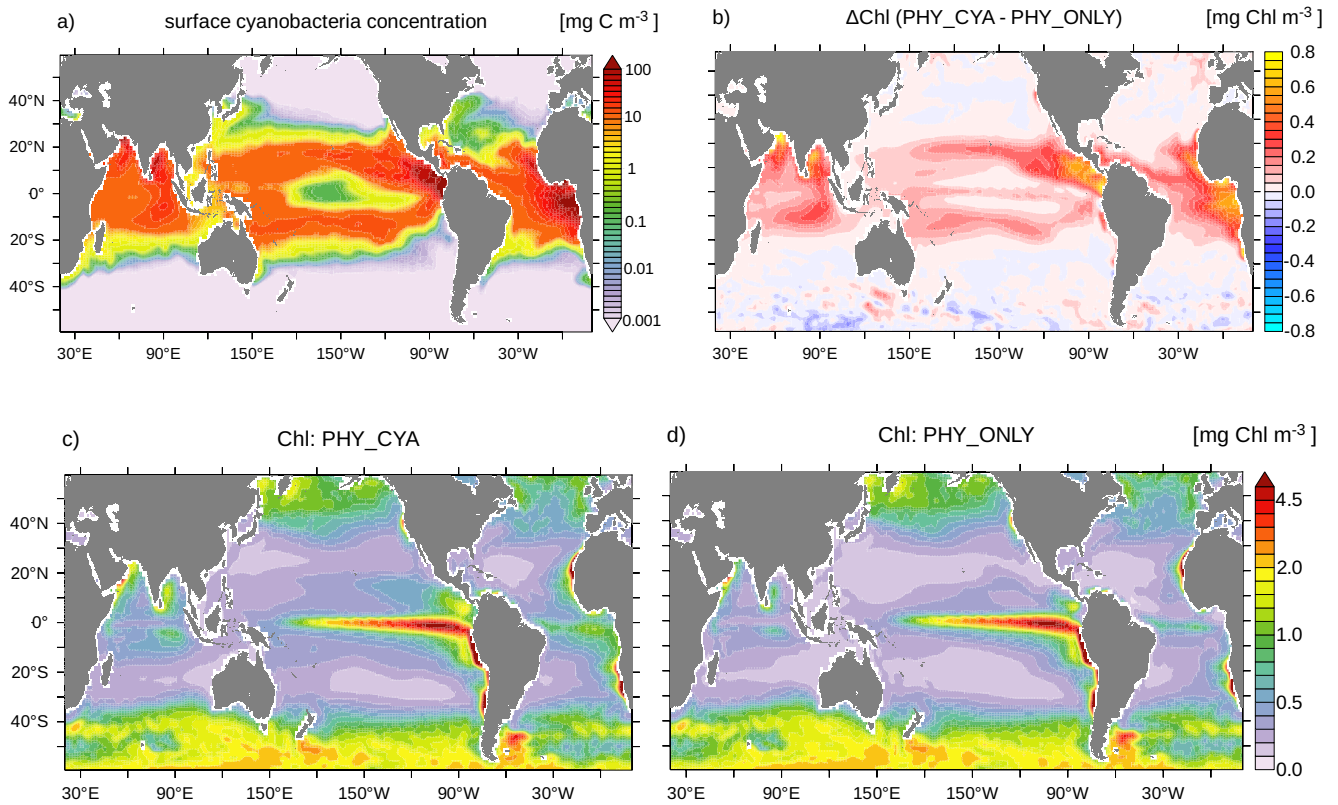 a) surface cyanobacteria concentration [mg C m-3 ]
100
10
1
0.1
0.01
0.001
40°N
20°N
0°
20°S
40°S
30°E 90°E 150°E 150°W 90°W 30°W
b) ΔChl (PHY_CYA - PHY_ONLY) [mg Chl m-3 ]
0.8
0.6
0.4
0.2
0.0
-0.2
-0.4
-0.6
-0.8
30°E 90°E 150°E 150°W 90°W 30°W
c) Chl: PHY_CYA
40°N
20°N
0°
20°S
40°S
30°E 90°E 150°E 150°W 90°W 30°W
d) Chl: PHY_ONLY [mg Chl m-3 ]
4.5
2.0
1.0
0.5
0.0
30°E 90°E 150°E 150°W 90°W 30°W